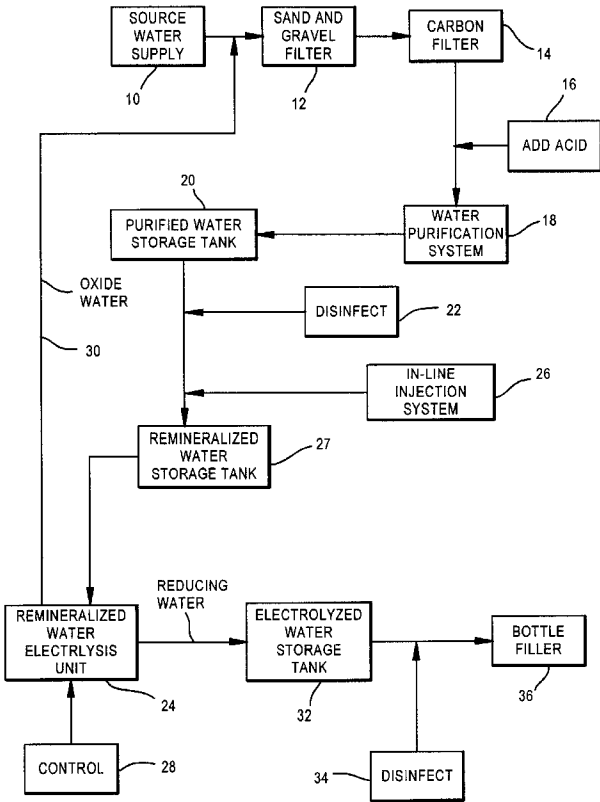 SOURCE
WATER
SUPPLY
10
SAND AND
GRAVEL
FILTER
12
CARBON
FILTER
14
16
ADD ACID
20
PURIFIED WATER
STORAGE TANK
WATER
PURIFICATION
SYSTEM
18
OXIDE
WATER
DISINFECT
22
30
IN-LINE
INJECTION
SYSTEM
26
REMINERALIZED
WATER
STORAGE TANK
27
REDUCING
WATER
REMINERALIZED
WATER
ELECTRLYSIS
UNIT
24
ELECTROLYZED
WATER
STORAGE
TANK
32
BOTTLE
FILLER
36
CONTROL
28
34
DISINFECT